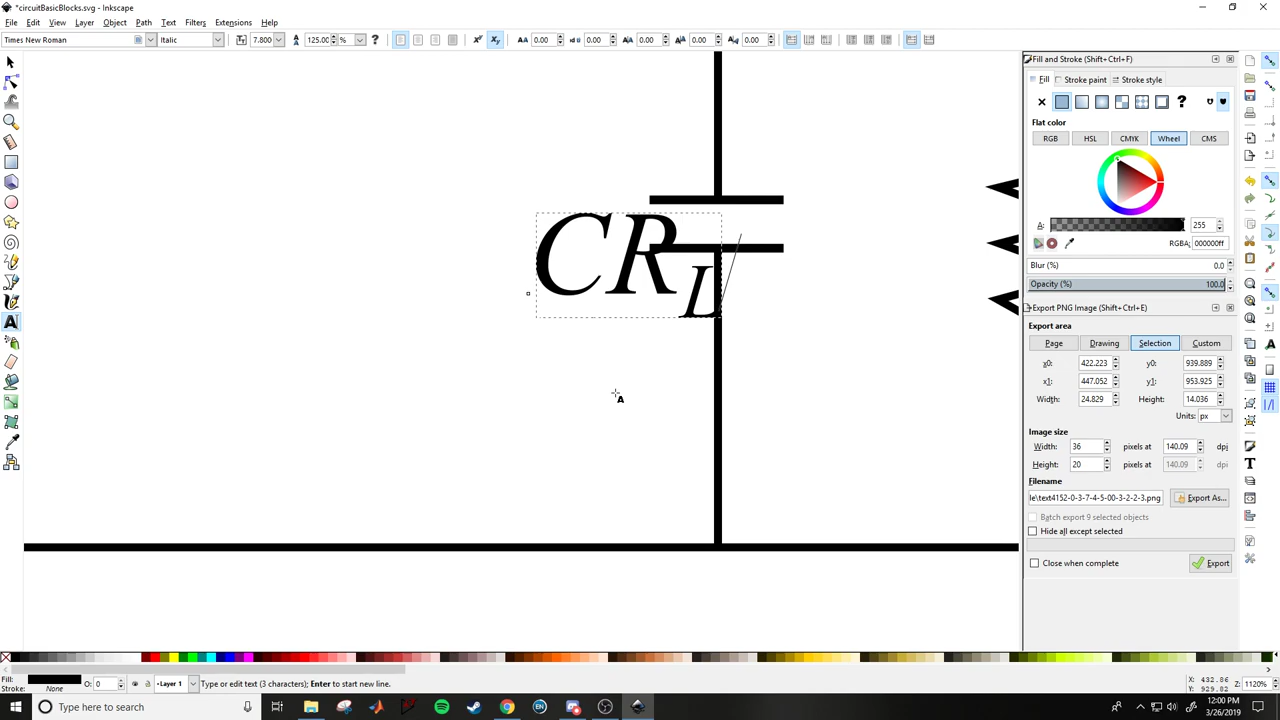 *circuitBasicBlocks.svg - Inkscape
File Edit View Layer Object Path Text Filters Extensions Help
Times New Roman Italic 7.800 125.00 % 0.00 0.00 0.00 0.00 0.00
Fill and Stroke (Shift+Ctrl+F)
Fill Stroke paint Stroke style
Flat color
RGB HSL CMYK Wheel CMS
A: 255
RGBA: 000000ff
Blur (%) 0.0
Opacity (%) 100.0
Export PNG Image (Shift+Ctrl+E)
Export area
Page Drawing Selection Custom
x0: 422.223 y0: 939.889
x1: 447.052 y1: 953.925
Width: 24.829 Height: 14.036
Units: px
Image size
Width: 36 pixels at 140.09 dpi
Height: 20 pixels at 140.09 dpi
Filename
le\text4152-0-3-7-4-5-00-3-2-2-3.png Export As...
Batch export 9 selected objects
Hide all except selected
Close when complete Export
CRL
Fill: O: 0 Layer 1 Type or edit text (3 characters); Enter to start new line. X: 432.86 Z: 1120%
Stroke: None Y: 929.82
Type here to search 12:00 PM
3/26/2019